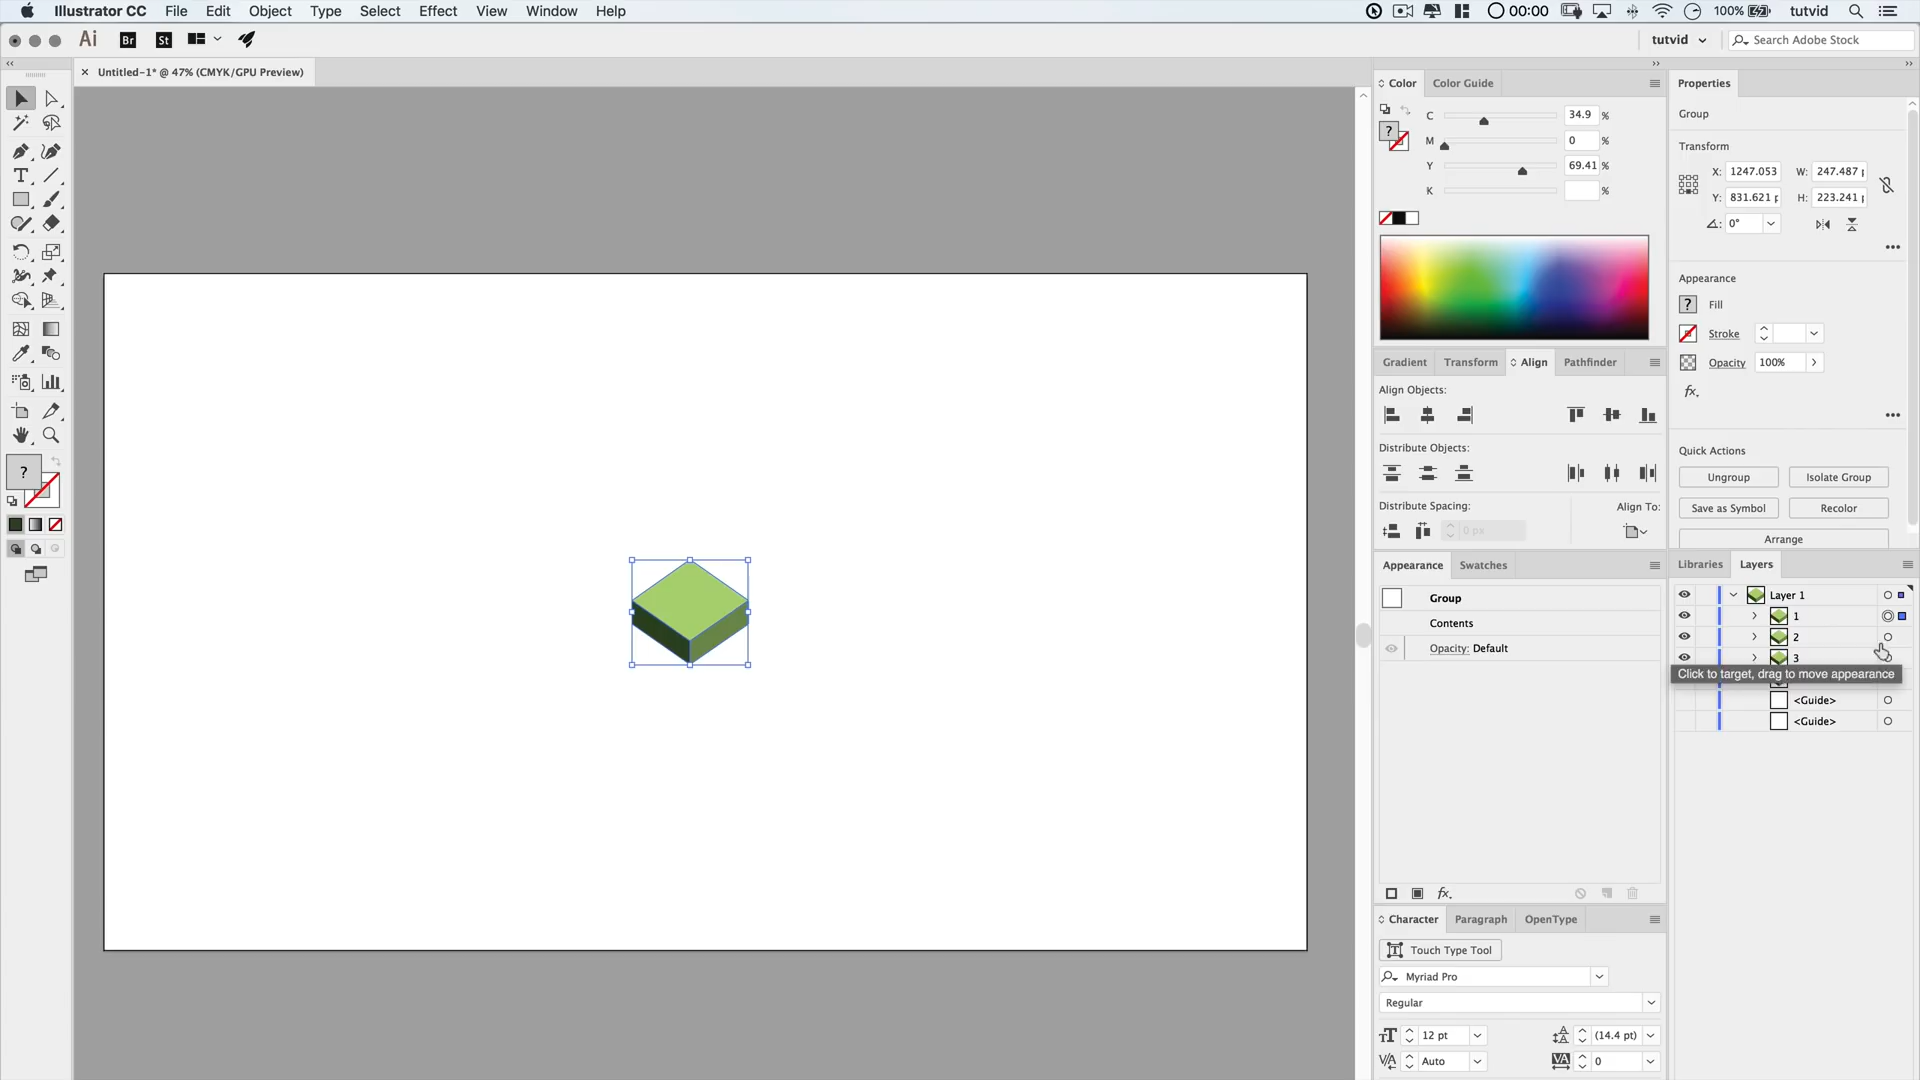 Illustrator CC File Edit Object Type Select Effect View Window Help 00:00 100% tutvid
Ai Br St tutvid Search Adobe Stock
Untitled-1* @ 47% (CMYK/GPU Preview)
Color Color Guide
C 34.9 %
M 0 %
Y 69.41 %
K %
?
Gradient Transform Align Pathfinder
Align Objects:
Distribute Objects:
Distribute Spacing: Align To:
0 px
Appearance Swatches
Group
Contents
Opacity: Default
fx
Character Paragraph OpenType
Touch Type Tool
Myriad Pro
Regular
12 pt (14.4 pt)
Auto 0
Properties
Group
Transform
X: 1247.053 W: 247.487
Y: 831.621 H: 223.241
0°
Appearance
? Fill
Stroke
Opacity 100%
fx
Quick Actions
Ungroup Isolate Group
Save as Symbol Recolor
Arrange
Libraries Layers
Layer 1
1
2
3
Click to target, drag to move appearance
<Guide>
<Guide>
?